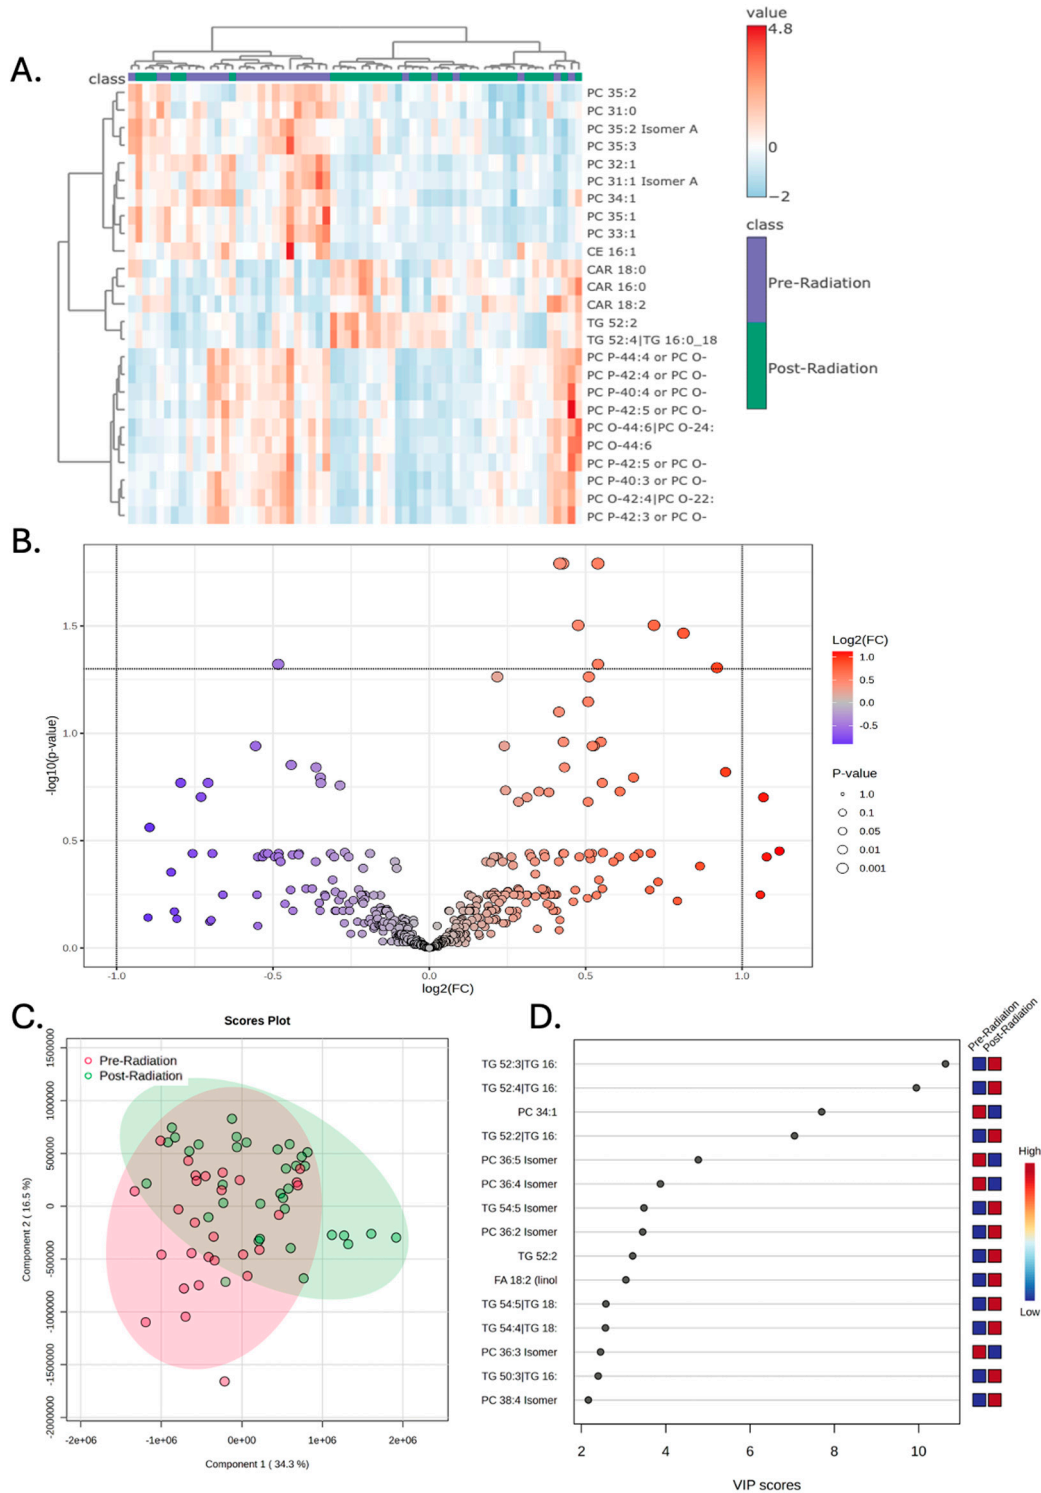 A.
class
value
4.8
0
−2
class
Pre-Radiation
Post-Radiation
PC 35:2
PC 31:0
PC 35:2 Isomer A
PC 35:3
PC 32:1
PC 31:1 Isomer A
PC 34:1
PC 35:1
PC 33:1
CE 16:1
CAR 18:0
CAR 16:0
CAR 18:2
TG 52:2
TG 52:4|TG 16:0_18
PC P-44:4 or PC O-
PC P-42:4 or PC O-
PC P-40:4 or PC O-
PC P-42:5 or PC O-
PC O-44:6|PC O-24:
PC O-44:6
PC P-42:5 or PC O-
PC P-40:3 or PC O-
PC O-42:4|PC O-22:
PC P-42:3 or PC O-
B.
-log10(p-value)
1.5
1.0
0.5
0.0
-1.0 -0.5 0.0 0.5 1.0
log2(FC)
Log2(FC)
1.0
0.5
0.0
-0.5
P-value
1.0
0.1
0.05
0.01
0.001
C.
Scores Plot
Pre-Radiation
Post-Radiation
Component 2 ( 16.5 %)
1500000
1000000
500000
0
-500000
-1000000
-1500000
-2000000
-2e+06 -1e+06 0e+00 1e+06 2e+06
Component 1 ( 34.3 %)
D.
Pre-Radiation
Post-Radiation
TG 52:3|TG 16:
TG 52:4|TG 16:
PC 34:1
TG 52:2|TG 16:
PC 36:5 Isomer
PC 36:4 Isomer
TG 54:5 Isomer
PC 36:2 Isomer
TG 52:2
FA 18:2 (linol
TG 54:5|TG 18:
TG 54:4|TG 18:
PC 36:3 Isomer
TG 50:3|TG 16:
PC 38:4 Isomer
2 4 6 8 10
VIP scores
High
Low